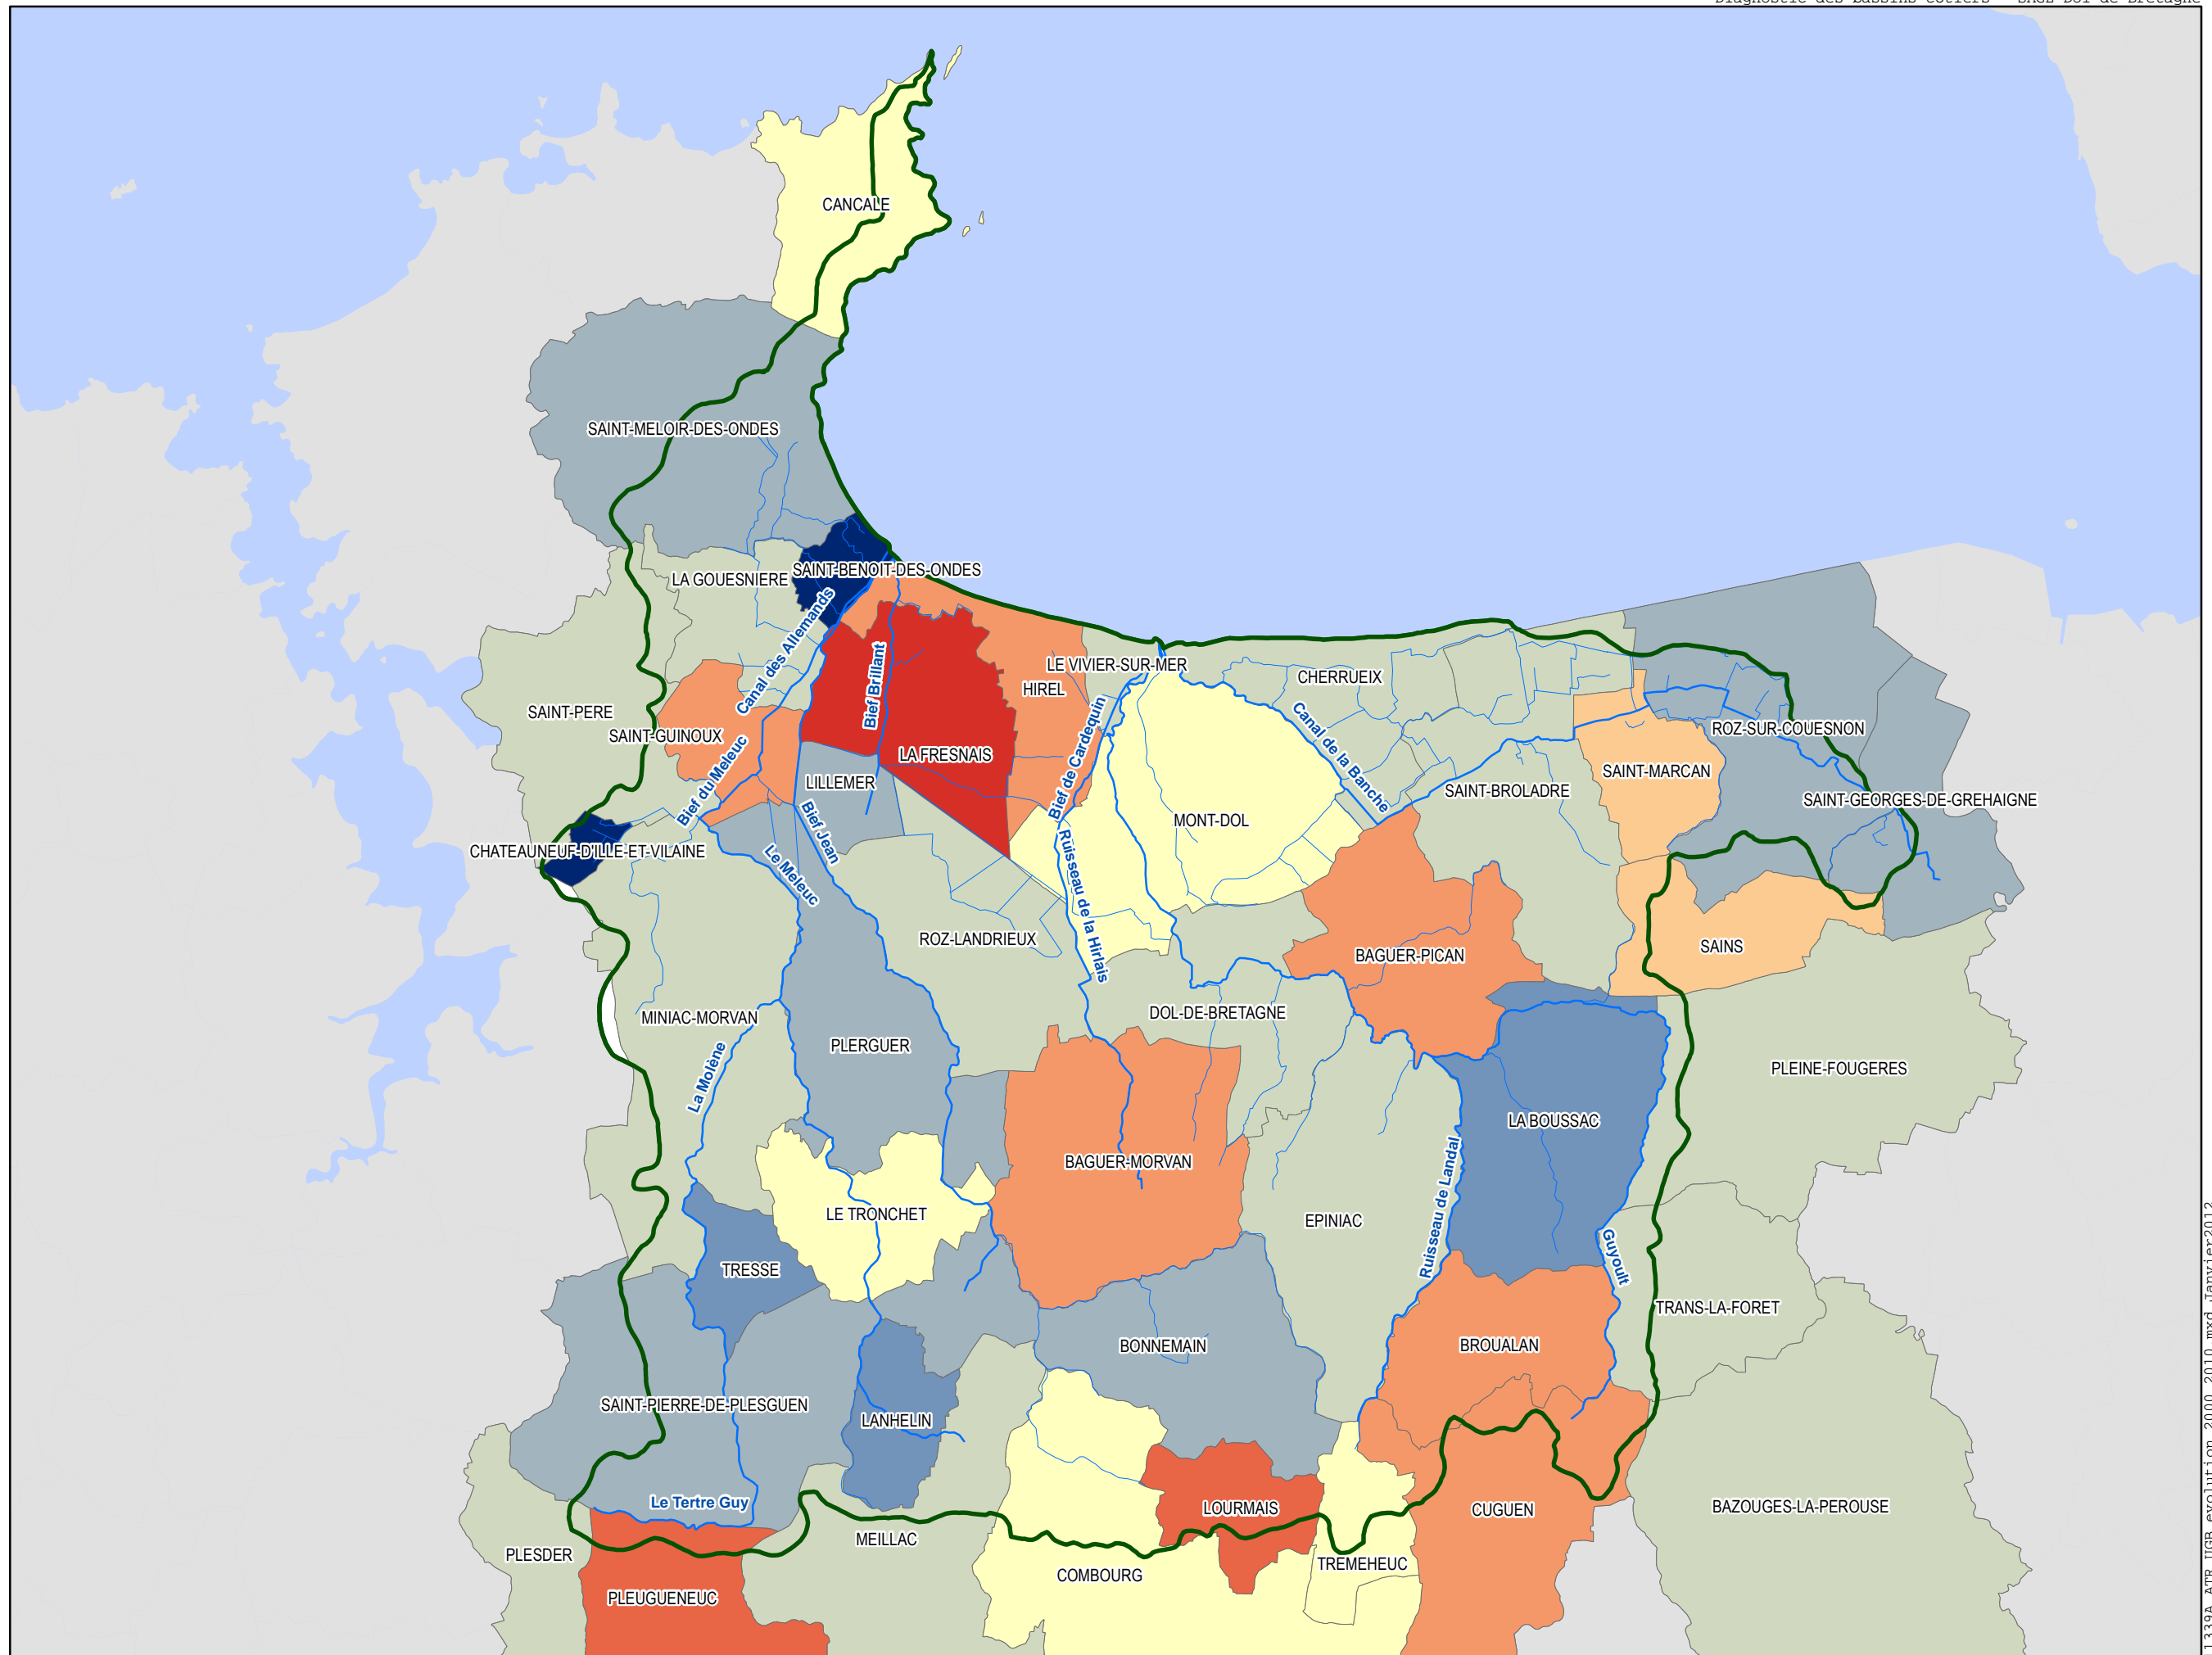 CANCALE
SAINT-MELOIR-DES-ONDES
SAINT-BENOIT-DES-ONDES
LA GOUESNIERE
Canal des Allemands
Bief Brillant
LE VIVIER-SUR-MER
HIREL
CHERRUEIX
SAINT-PERE
SAINT-GUINOUX
LA FRESNAIS
Bief de Cardequin
Canal de la Banche
ROZ-SUR-COUESNON
Bief du Meleuc
LILLEMER
SAINT-MARCAN
SAINT-BROLADRE
SAINT-GEORGES-DE-GREHAIGNE
MONT-DOL
Bief Jean
CHATEAUNEUF-D'ILLE-ET-VILAINE
Le Meleuc
Ruisseau de la Hirlais
ROZ-LANDRIEUX
SAINS
BAGUER-PICAN
DOL-DE-BRETAGNE
MINIAC-MORVAN
PLERGUER
La Molène
PLEINE-FOUGERES
LA BOUSSAC
BAGUER-MORVAN
Ruisseau de Landal
LE TRONCHET
EPINIAC
Guyoult
TRESSE
TRANS-LA-FORET
BONNEMAIN
BROUALAN
SAINT-PIERRE-DE-PLESGUEN
LANHELIN
Le Tertre Guy
LOURMAIS
CUGUEN
BAZOUGES-LA-PEROUSE
MEILLAC
PLESDER
COMBOURG
TREMEHEUC
PLEUGUENEUC